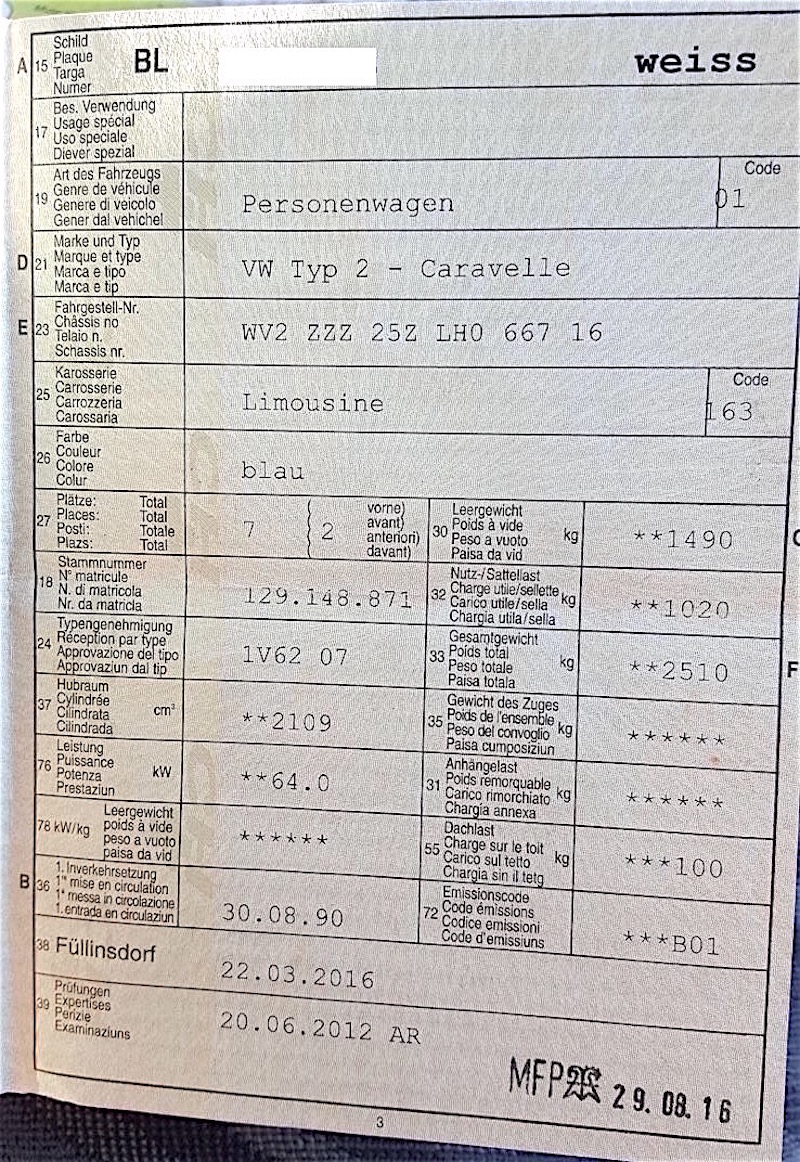 A 15 Schild
Plaque
Targa
Numer
BL weiss
17 Bes. Verwendung
Usage spécial
Uso speciale
Diever spezial
19 Art des Fahrzeugs
Genre de véhicule
Genere di veicolo
Gener dal vehichel
Personenwagen
Code
01
D 21 Marke und Typ
Marque et type
Marca e tipo
Marca e tip
VW Typ 2 - Caravelle
E 23 Fahrgestell-Nr.
Châssis no
Telaio n.
Schassis nr.
WV2 ZZZ 25Z LH0 667 16
25 Karosserie
Carrosserie
Carrozzeria
Carossaria
Limousine
Code
163
26 Farbe
Couleur
Colore
Colur
blau
27 Plätze: Total
Places: Total
Posti: Totale
Plazs: Total
7 2
vorne)
avant)
anteriori)
davant)
30 Leergewicht
Poids à vide kg
Peso a vuoto
Paisa da vid
**1490
18 Stammnummer
N° matricule
N. di matricola
Nr. da matricla
129.148.871
32 Nutz-/Sattellast
Charge utile/sellette kg
Carico utile/sella
Chargia utila/sella
**1020
24 Typengenehmigung
Réception par type
Approvazione del tipo
Approvaziun dal tip
1V62 07
33 Gesamtgewicht
Poids total kg
Peso totale
Paisa totala
**2510
F
37 Hubraum
Cylindrée cm³
Cilindrata
Cilindrada
**2109
35 Gewicht des Zuges
Poids de l'ensemble kg
Peso del convoglio
Paisa cumposiziun
******
76 Leistung
Puissance kW
Potenza
Prestaziun
**64.0
31 Anhängelast
Poids remorquable kg
Carico rimorchiato
Chargia annexa
******
78 kW/kg Leergewicht
poids à vide
peso a vuoto
paisa da vid
******
55 Dachlast
Charge sur le toit kg
Carico sul tetto
Chargia sin il tetg
***100
B 36 1. Inverkehrsetzung
1re mise en circulation
1a messa in circolazione
1. entrada en circulaziun
30.08.90
72 Emissionscode
Code émissions
Codice emissioni
Code d'emissiuns
***B01
38 Füllinsdorf 22.03.2016
39 Prüfungen
Expertises
Perizie
Examinaziuns
20.06.2012 AR
MFP 29.08.16
3